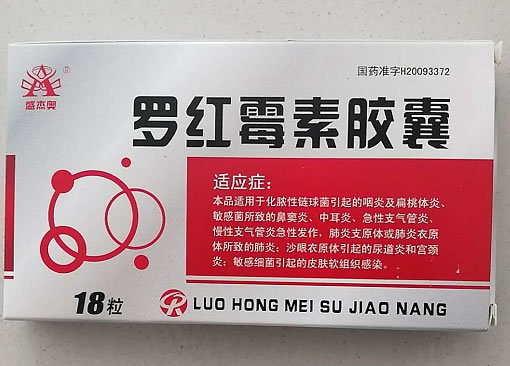 盛杰奥
®
国药准字H20093372
罗红霉素胶囊
适应症：
本品适用于化脓性链球菌引起的咽炎及扁桃体炎、
敏感菌所致的鼻窦炎、中耳炎、急性支气管炎、
慢性支气管炎急性发作，肺炎支原体或肺炎衣原
体所致的肺炎；沙眼衣原体引起的尿道炎和宫颈
炎；敏感细菌引起的皮肤软组织感染。
18粒
LUO HONG MEI SU JIAO NANG